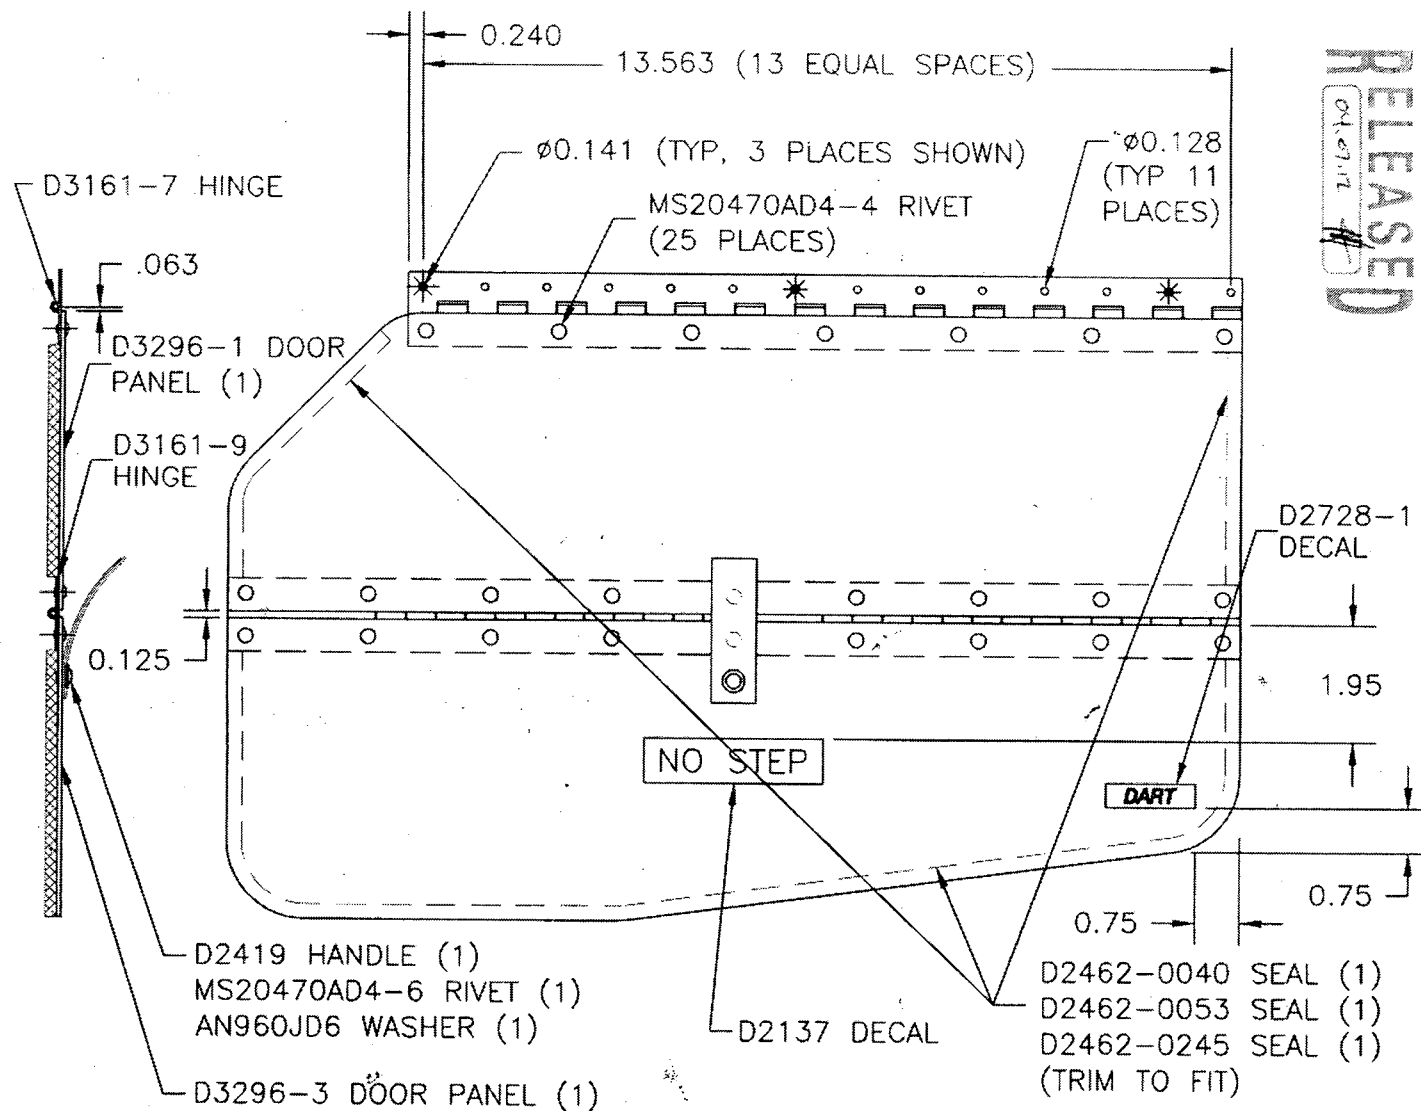 0.240
13.563 (13 EQUAL SPACES)
RELEASED
ø0.141 (TYP, 3 PLACES SHOWN)
ø0.128
(TYP 11
PLACES)
D3161-7 HINGE
MS20470AD4-4 RIVET
(25 PLACES)
.063
D3296-1 DOOR
PANEL (1)
D3161-9
HINGE
D2728-1
DECAL
0.125
1.95
NO STEP
DART
0.75
0.75
D2419 HANDLE (1)
MS20470AD4-6 RIVET (1)
AN960JD6 WASHER (1)
D2137 DECAL
D2462-0040 SEAL (1)
D2462-0053 SEAL (1)
D2462-0245 SEAL (1)
(TRIM TO FIT)
D3296-3 DOOR PANEL (1)